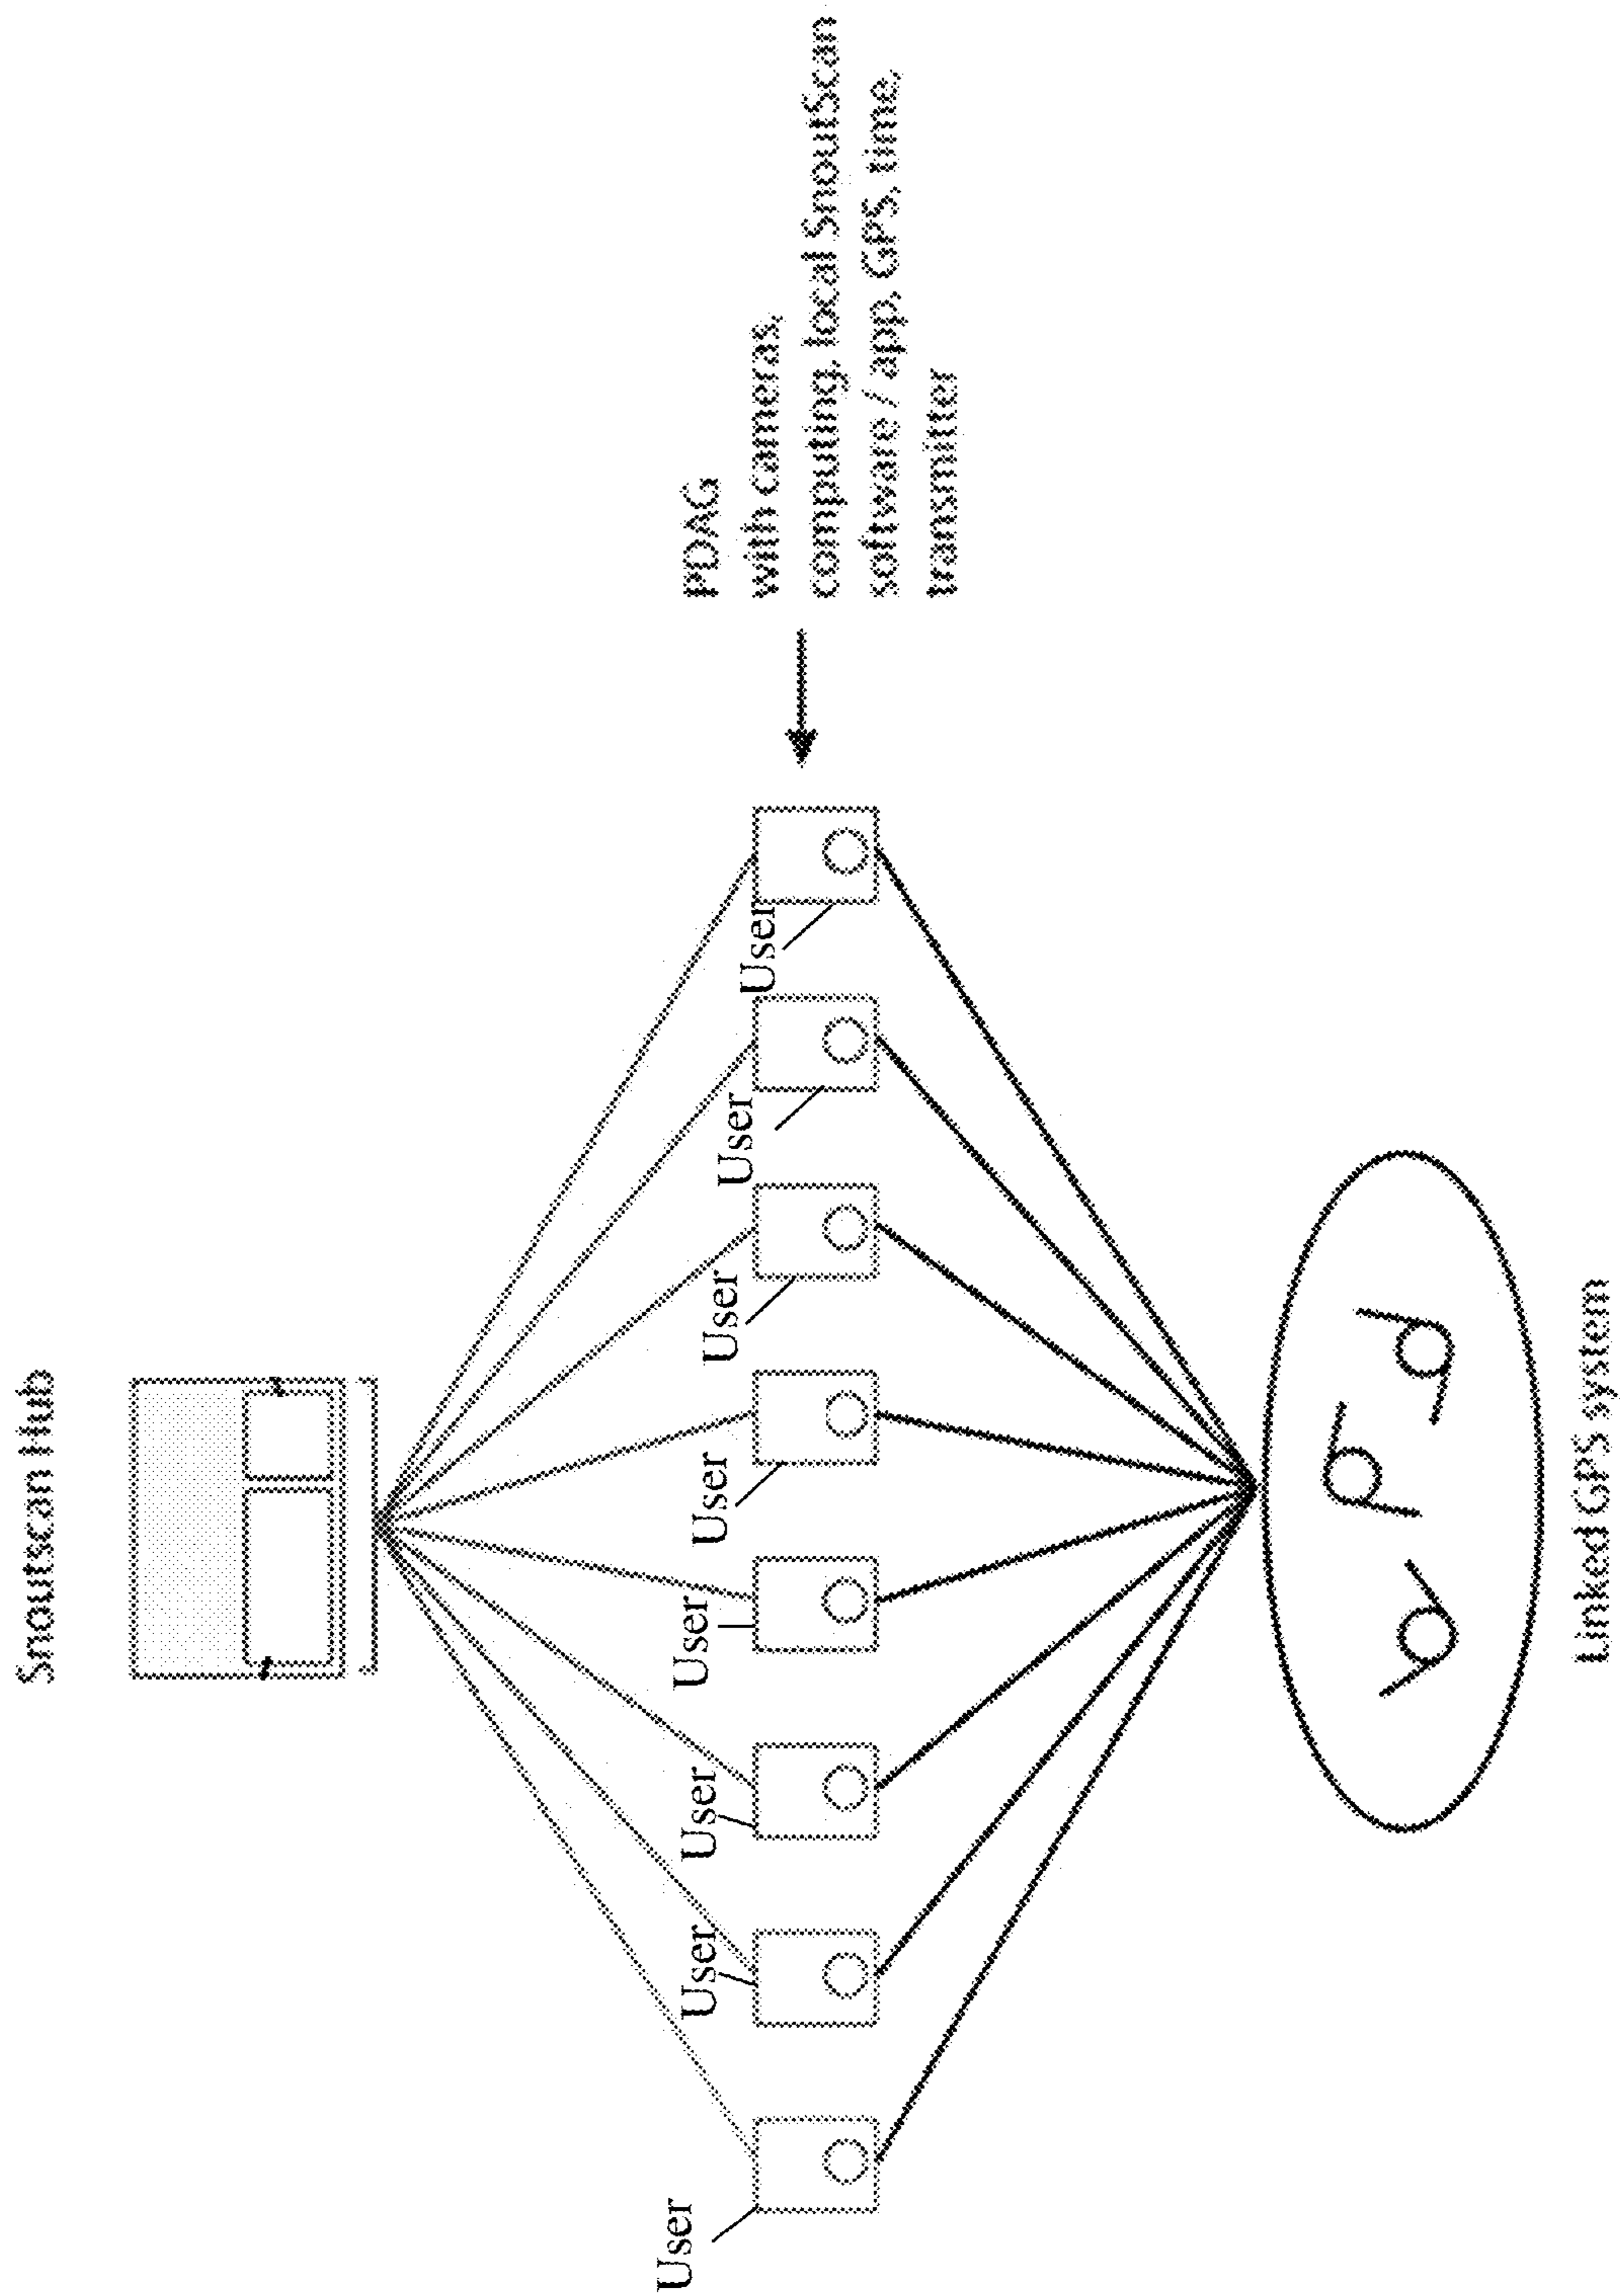 Snoutscan Hub
User
User
User
User
User
User
User
User
PDAG
with cameras,
computing, local SnoutScan
software / app, GPS, time,
transmitter
Linked GPS system